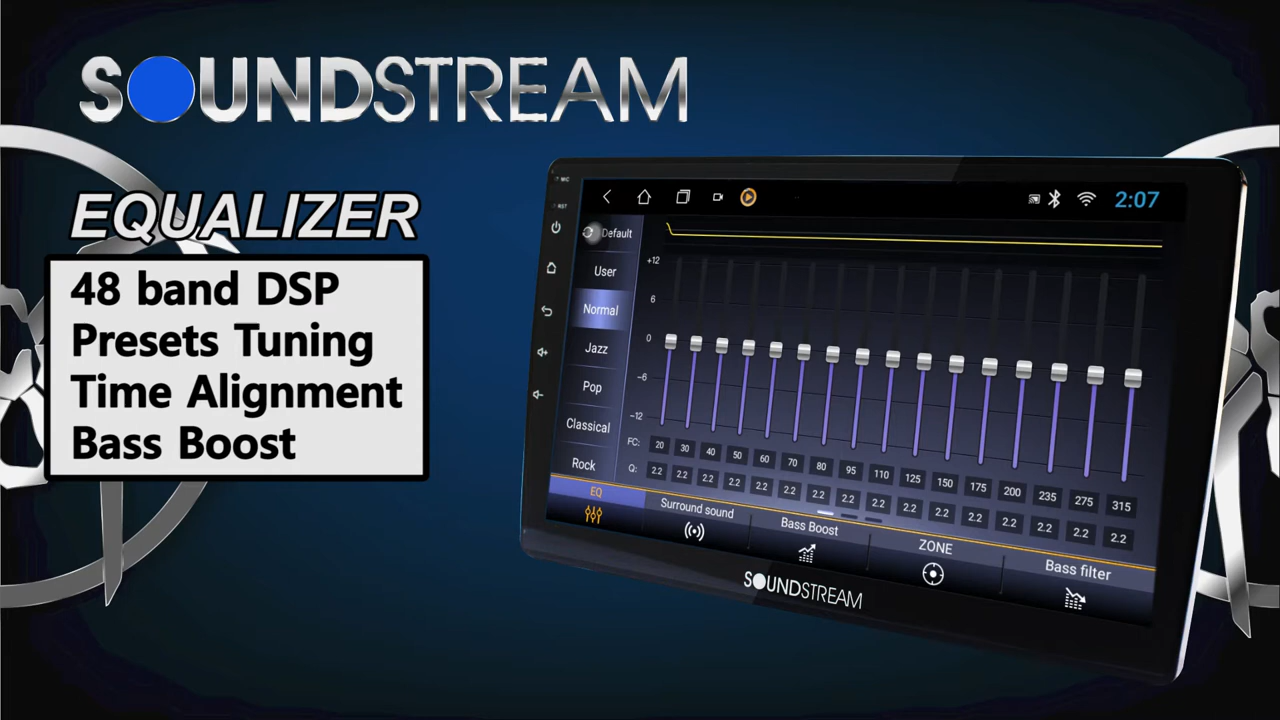 SOUNDSTREAM
EQUALIZER
48 band DSP
Presets Tuning
Time Alignment
Bass Boost
MIC
RST
2:07
Default
User
Normal
Jazz
Pop
Classical
Rock
+12
6
0
-6
-12
FC: 20 30 40 50 60 70 80 95 110 125 150 175 200 235 275 315
Q: 2.2 2.2 2.2 2.2 2.2 2.2 2.2 2.2 2.2 2.2 2.2 2.2 2.2 2.2 2.2 2.2
EQ
Surround sound
Bass Boost
ZONE
Bass filter
SOUNDSTREAM